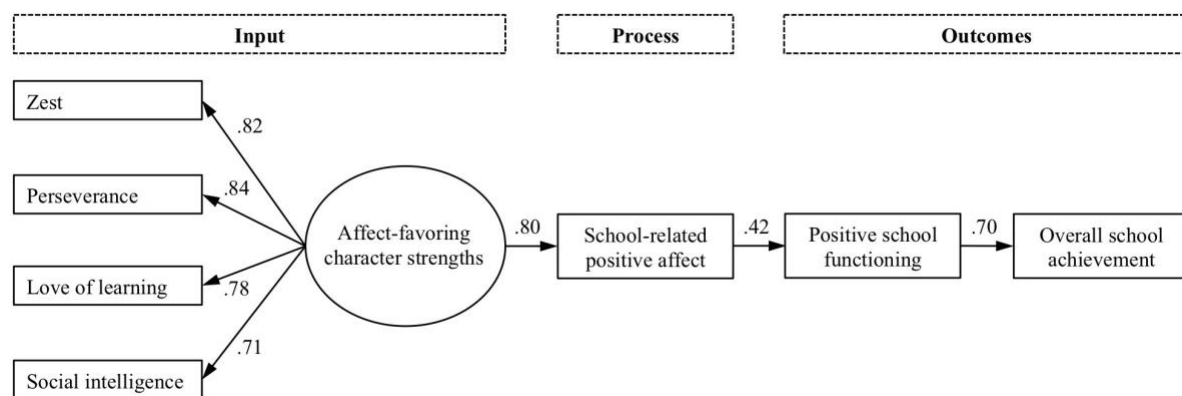 Input
Process
Outcomes
Zest
.82
Perseverance
.84
Affect-favoring
character strengths
.80
School-related
positive affect
.42
Positive school
functioning
.70
Overall school
achievement
Love of learning
.78
.71
Social intelligence